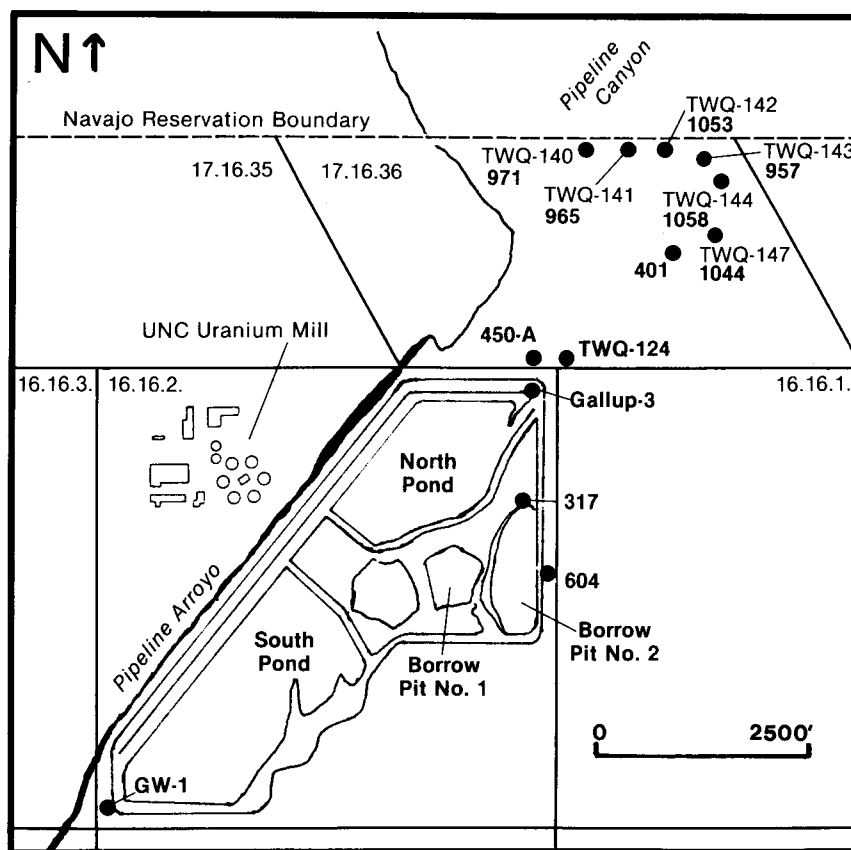 N↑
Pipeline
Canyon
Navajo Reservation Boundary
TWQ-142
1053
TWQ-140
971
TWQ-143
957
17.16.35
17.16.36
TWQ-141
965
TWQ-144
1058
TWQ-147
1044
401
UNC Uranium Mill
450-A
TWQ-124
16.16.3.
16.16.2.
16.16.1.
Gallup-3
North
Pond
317
604
Pipeline Arroyo
South
Pond
Borrow
Pit No. 1
Borrow
Pit No. 2
0
2500'
GW-1